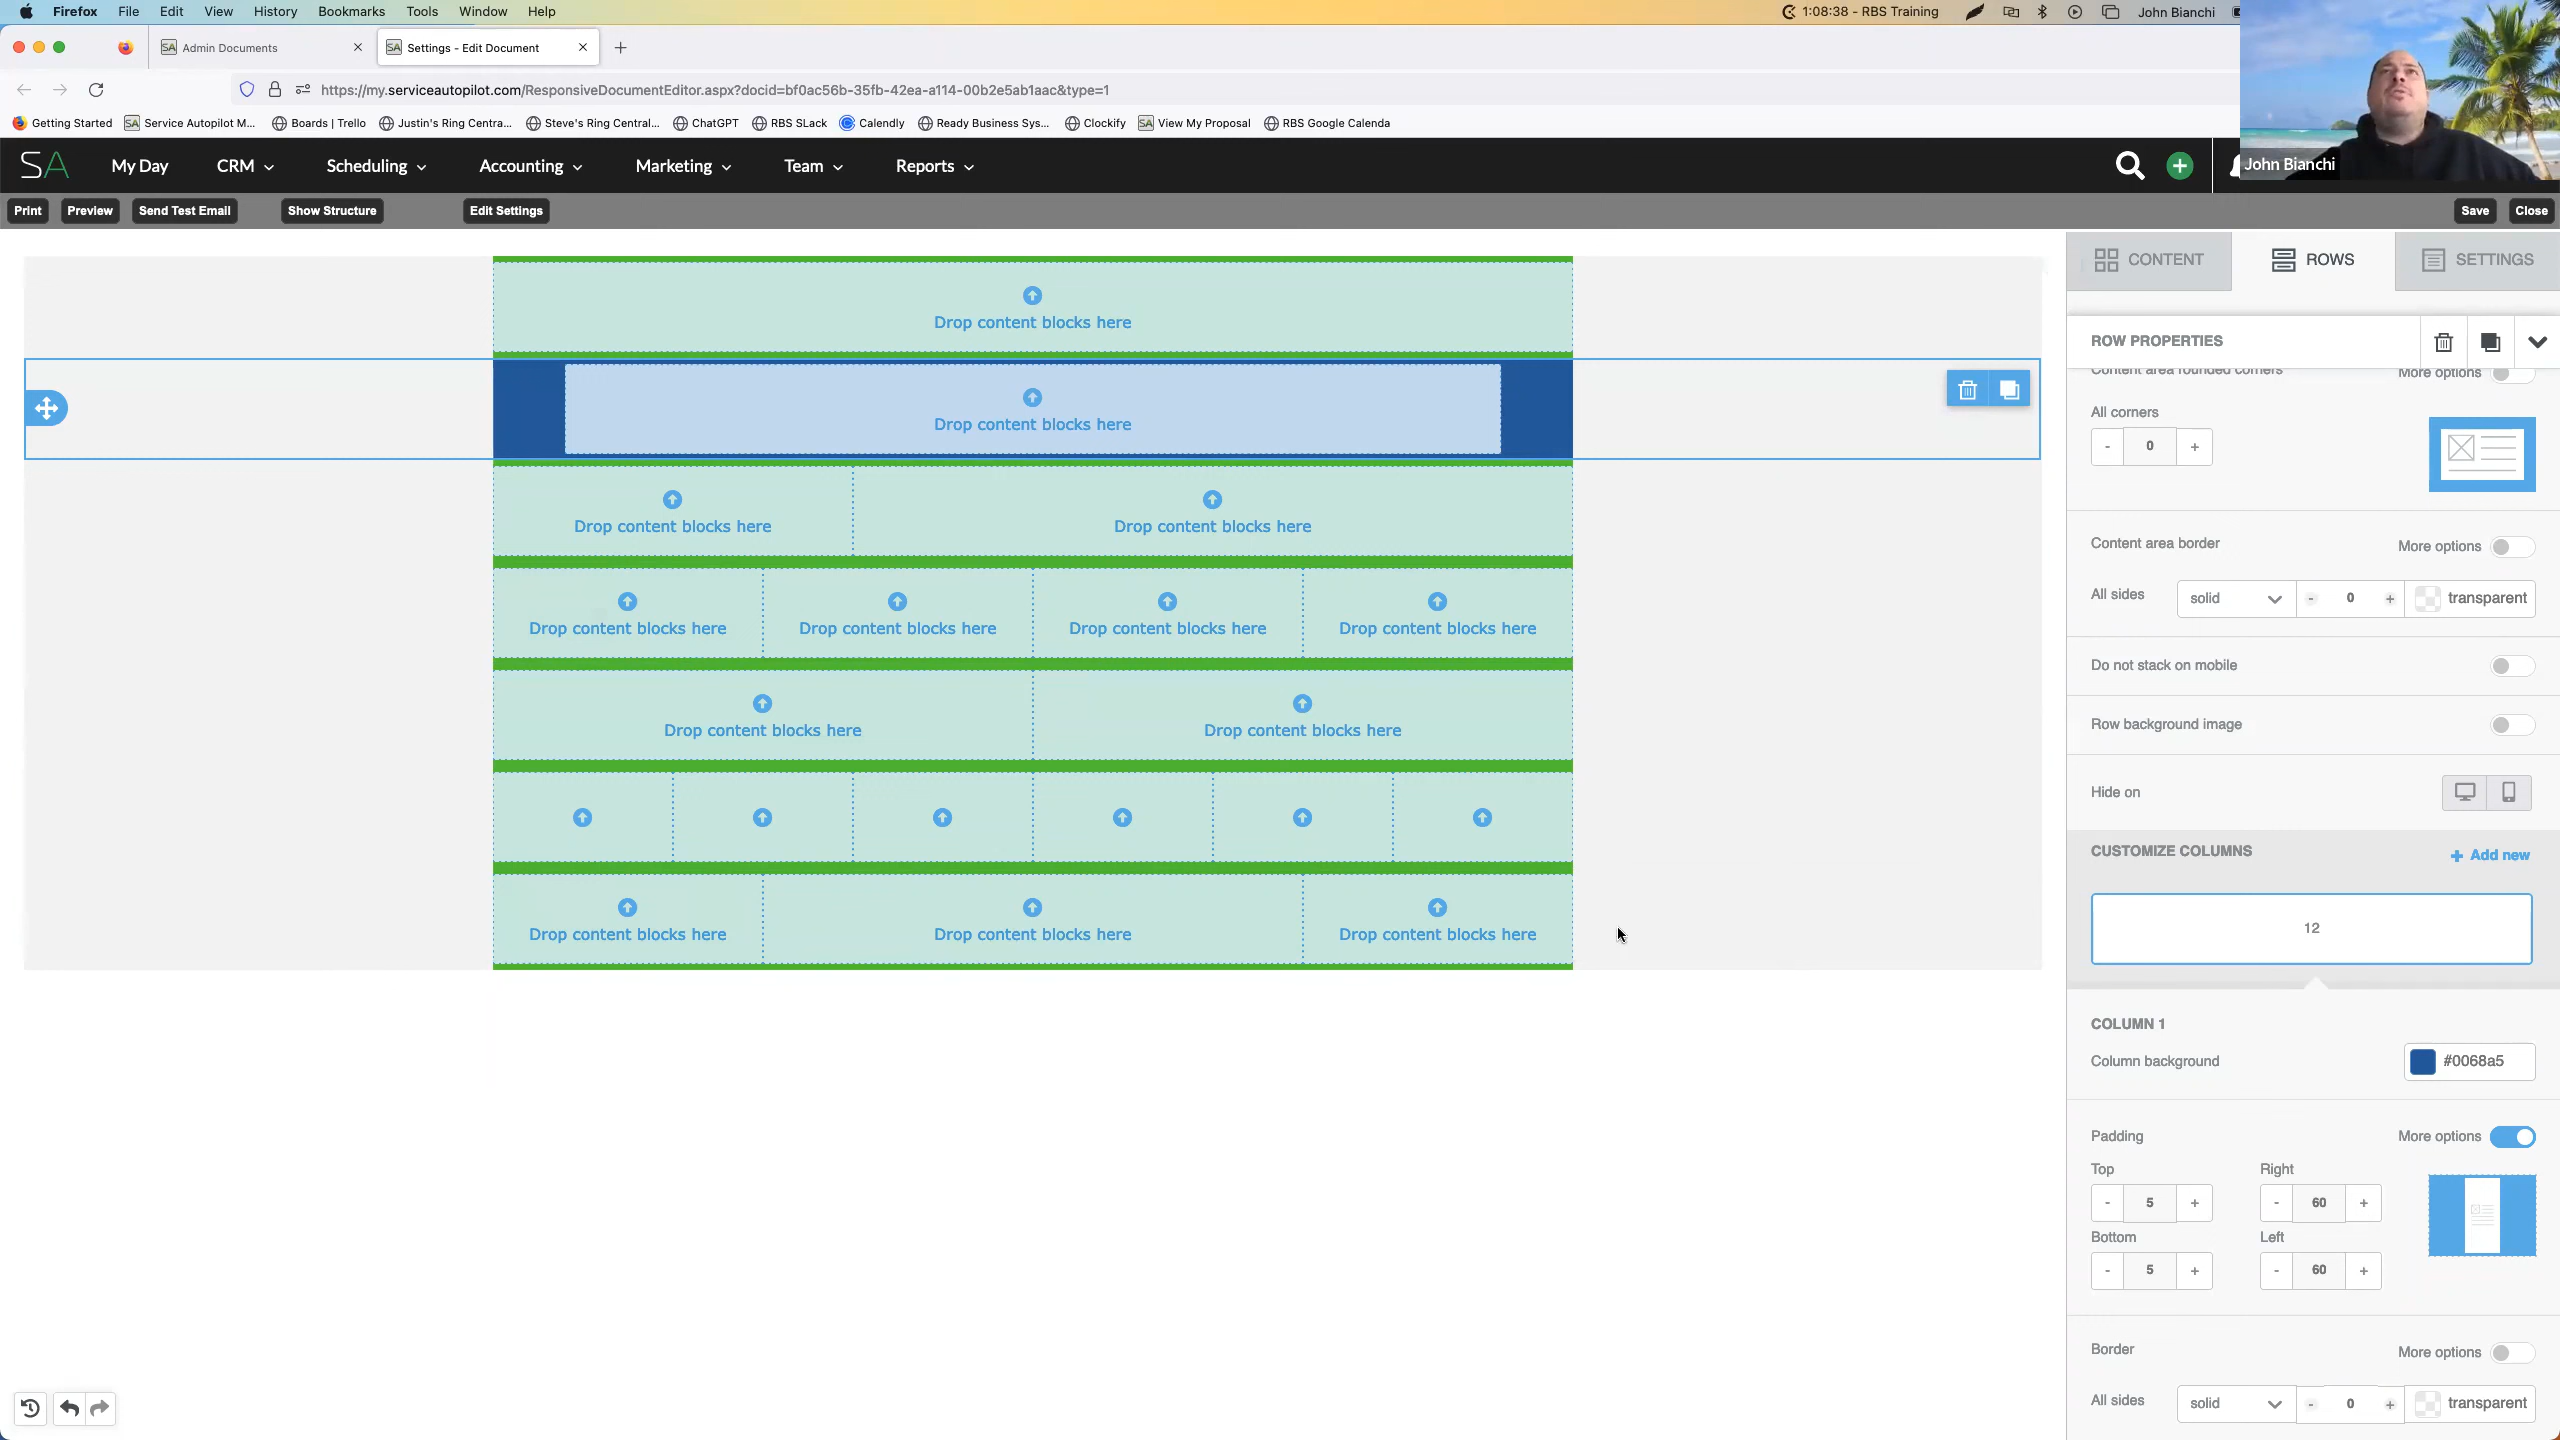 Firefox File Edit View History Bookmarks Tools Window Help 1:08:38 - RBS Training John Bianchi
SA Admin Documents SA Settings - Edit Document
https://my.serviceautopilot.com/ResponsiveDocumentEditor.aspx?docid=bf0ac56b-35fb-42ea-a114-00b2e5ab1aac&type=1
Getting Started SA Service Autopilot M... Boards | Trello Justin's Ring Centra... Steve's Ring Central... ChatGPT RBS SLack Calendly Ready Business Sys... Clockify SA View My Proposal RBS Google Calenda
SA My Day CRM Scheduling Accounting Marketing Team Reports
John Bianchi
Print Preview Send Test Email Show Structure Edit Settings Save Close
CONTENT ROWS SETTINGS
Drop content blocks here
Drop content blocks here
Drop content blocks here Drop content blocks here
Drop content blocks here Drop content blocks here Drop content blocks here Drop content blocks here
Drop content blocks here Drop content blocks here
Drop content blocks here Drop content blocks here Drop content blocks here
ROW PROPERTIES
Content area rounded corners More options
All corners
- 0 +
Content area border More options
All sides solid - 0 + transparent
Do not stack on mobile
Row background image
Hide on
CUSTOMIZE COLUMNS + Add new
12
COLUMN 1
Column background #0068a5
Padding More options
Top Right
- 5 + - 60 +
Bottom Left
- 5 + - 60 +
Border More options
All sides solid - 0 + transparent